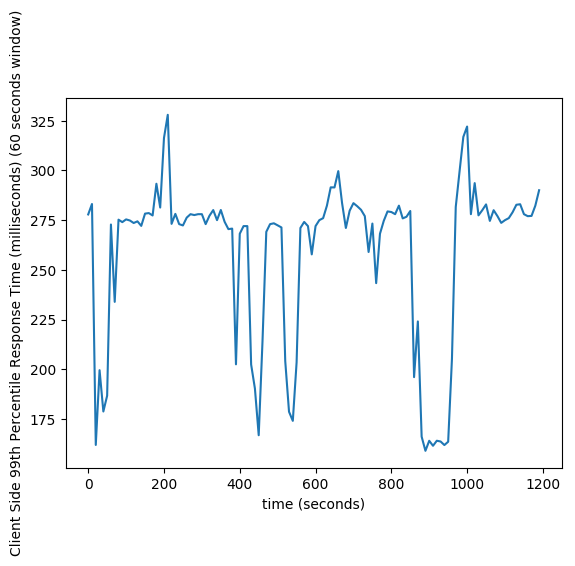 Client Side 99th Percentile Response Time (milliseconds) (60 seconds window)
325
300
275
250
225
200
175
0 200 400 600 800 1000 1200
time (seconds)